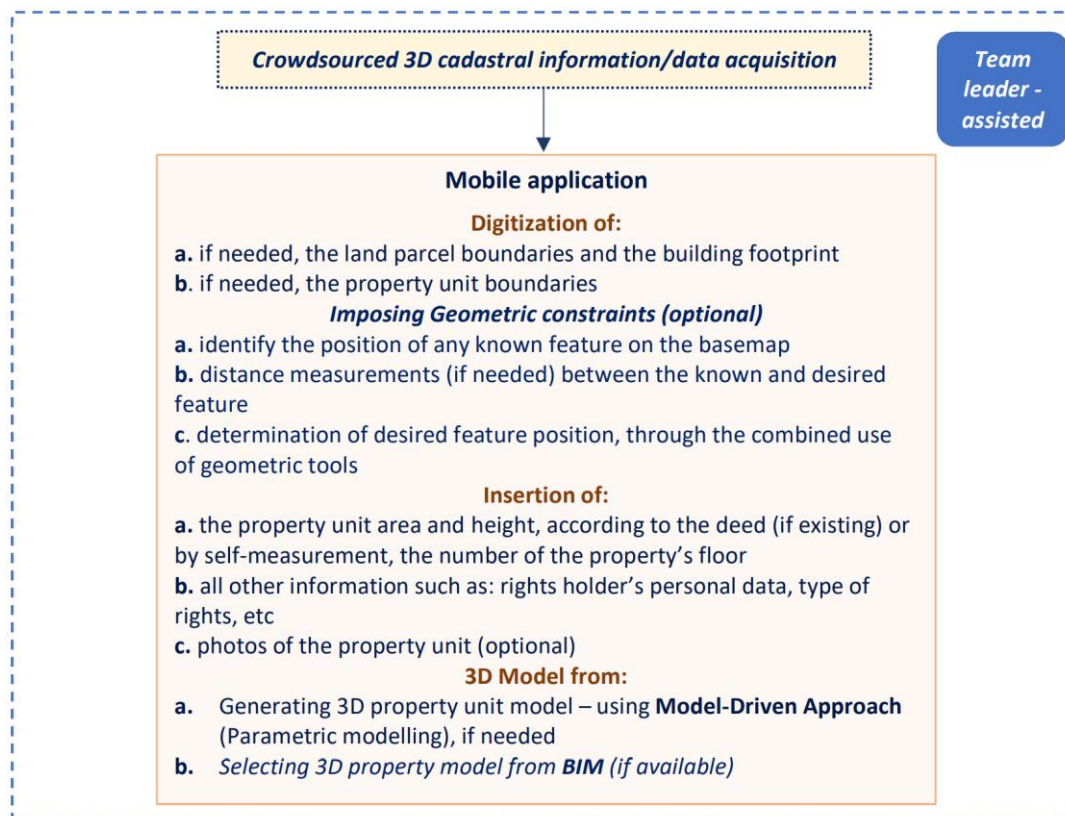 Crowdsourced 3D cadastral information/data acquisition
Team
leader -
assisted
Mobile application
Digitization of:
a. if needed, the land parcel boundaries and the building footprint
b. if needed, the property unit boundaries
Imposing Geometric constraints (optional)
a. identify the position of any known feature on the basemap
b. distance measurements (if needed) between the known and desired
feature
c. determination of desired feature position, through the combined use
of geometric tools
Insertion of:
a. the property unit area and height, according to the deed (if existing) or
by self-measurement, the number of the property's floor
b. all other information such as: rights holder's personal data, type of
rights, etc
c. photos of the property unit (optional)
3D Model from:
a. Generating 3D property unit model – using Model-Driven Approach
(Parametric modelling), if needed
b. Selecting 3D property model from BIM (if available)